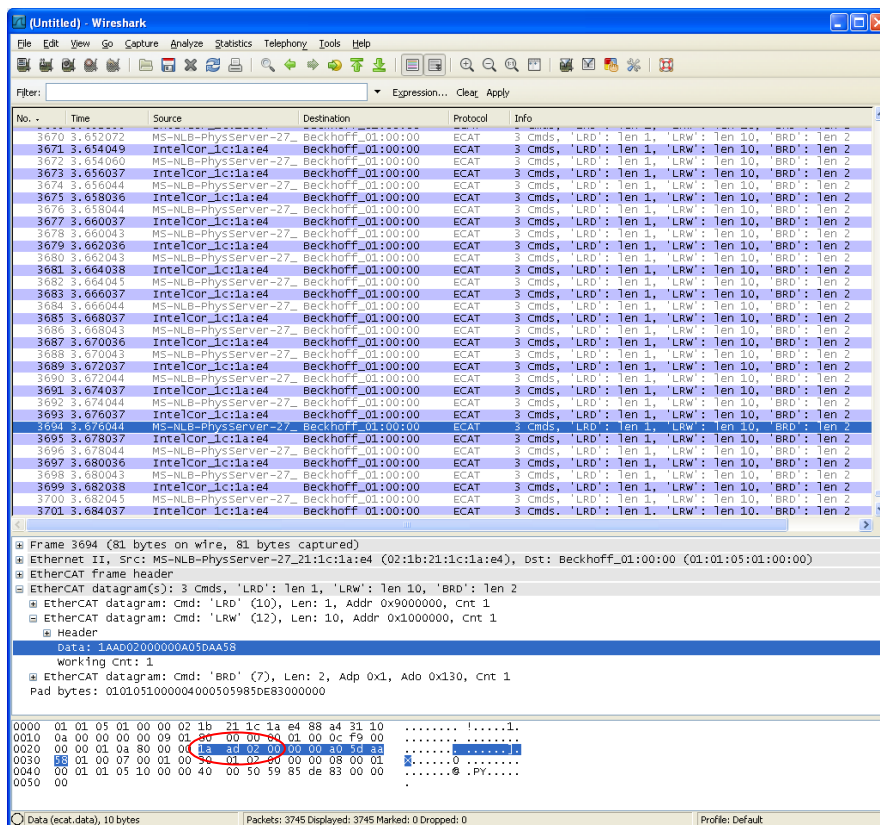 (Untitled) - Wireshark
File Edit View Go Capture Analyze Statistics Telephony Tools Help
Filter: Expression... Clear Apply
No. - Time Source Destination Protocol Info
3670 3.652072 MS-NLB-PhysServer-27_ Beckhoff_01:00:00 ECAT 3 Cmds, 'LRD': len 1, 'LRW': len 10, 'BRD': len 2
3671 3.654049 IntelCor_1c:1a:e4 Beckhoff_01:00:00 ECAT 3 Cmds, 'LRD': len 1, 'LRW': len 10, 'BRD': len 2
3672 3.654060 MS-NLB-PhysServer-27_ Beckhoff_01:00:00 ECAT 3 Cmds, 'LRD': len 1, 'LRW': len 10, 'BRD': len 2
3673 3.656037 IntelCor_1c:1a:e4 Beckhoff_01:00:00 ECAT 3 Cmds, 'LRD': len 1, 'LRW': len 10, 'BRD': len 2
3674 3.656044 MS-NLB-PhysServer-27_ Beckhoff_01:00:00 ECAT 3 Cmds, 'LRD': len 1, 'LRW': len 10, 'BRD': len 2
3675 3.658036 IntelCor_1c:1a:e4 Beckhoff_01:00:00 ECAT 3 Cmds, 'LRD': len 1, 'LRW': len 10, 'BRD': len 2
3676 3.658044 MS-NLB-PhysServer-27_ Beckhoff_01:00:00 ECAT 3 Cmds, 'LRD': len 1, 'LRW': len 10, 'BRD': len 2
3677 3.660037 IntelCor_1c:1a:e4 Beckhoff_01:00:00 ECAT 3 Cmds, 'LRD': len 1, 'LRW': len 10, 'BRD': len 2
3678 3.660043 MS-NLB-PhysServer-27_ Beckhoff_01:00:00 ECAT 3 Cmds, 'LRD': len 1, 'LRW': len 10, 'BRD': len 2
3679 3.662036 IntelCor_1c:1a:e4 Beckhoff_01:00:00 ECAT 3 Cmds, 'LRD': len 1, 'LRW': len 10, 'BRD': len 2
3680 3.662043 MS-NLB-PhysServer-27_ Beckhoff_01:00:00 ECAT 3 Cmds, 'LRD': len 1, 'LRW': len 10, 'BRD': len 2
3681 3.664038 IntelCor_1c:1a:e4 Beckhoff_01:00:00 ECAT 3 Cmds, 'LRD': len 1, 'LRW': len 10, 'BRD': len 2
3682 3.664045 MS-NLB-PhysServer-27_ Beckhoff_01:00:00 ECAT 3 Cmds, 'LRD': len 1, 'LRW': len 10, 'BRD': len 2
3683 3.666037 IntelCor_1c:1a:e4 Beckhoff_01:00:00 ECAT 3 Cmds, 'LRD': len 1, 'LRW': len 10, 'BRD': len 2
3684 3.666044 MS-NLB-PhysServer-27_ Beckhoff_01:00:00 ECAT 3 Cmds, 'LRD': len 1, 'LRW': len 10, 'BRD': len 2
3685 3.668037 IntelCor_1c:1a:e4 Beckhoff_01:00:00 ECAT 3 Cmds, 'LRD': len 1, 'LRW': len 10, 'BRD': len 2
3686 3.668043 MS-NLB-PhysServer-27_ Beckhoff_01:00:00 ECAT 3 Cmds, 'LRD': len 1, 'LRW': len 10, 'BRD': len 2
3687 3.670036 IntelCor_1c:1a:e4 Beckhoff_01:00:00 ECAT 3 Cmds, 'LRD': len 1, 'LRW': len 10, 'BRD': len 2
3688 3.670043 MS-NLB-PhysServer-27_ Beckhoff_01:00:00 ECAT 3 Cmds, 'LRD': len 1, 'LRW': len 10, 'BRD': len 2
3689 3.672037 IntelCor_1c:1a:e4 Beckhoff_01:00:00 ECAT 3 Cmds, 'LRD': len 1, 'LRW': len 10, 'BRD': len 2
3690 3.672044 MS-NLB-PhysServer-27_ Beckhoff_01:00:00 ECAT 3 Cmds, 'LRD': len 1, 'LRW': len 10, 'BRD': len 2
3691 3.674037 IntelCor_1c:1a:e4 Beckhoff_01:00:00 ECAT 3 Cmds, 'LRD': len 1, 'LRW': len 10, 'BRD': len 2
3692 3.674044 MS-NLB-PhysServer-27_ Beckhoff_01:00:00 ECAT 3 Cmds, 'LRD': len 1, 'LRW': len 10, 'BRD': len 2
3693 3.676037 IntelCor_1c:1a:e4 Beckhoff_01:00:00 ECAT 3 Cmds, 'LRD': len 1, 'LRW': len 10, 'BRD': len 2
3694 3.676044 MS-NLB-PhysServer-27_ Beckhoff_01:00:00 ECAT 3 Cmds, 'LRD': len 1, 'LRW': len 10, 'BRD': len 2
3695 3.678037 IntelCor_1c:1a:e4 Beckhoff_01:00:00 ECAT 3 Cmds, 'LRD': len 1, 'LRW': len 10, 'BRD': len 2
3696 3.678044 MS-NLB-PhysServer-27_ Beckhoff_01:00:00 ECAT 3 Cmds, 'LRD': len 1, 'LRW': len 10, 'BRD': len 2
3697 3.680036 IntelCor_1c:1a:e4 Beckhoff_01:00:00 ECAT 3 Cmds, 'LRD': len 1, 'LRW': len 10, 'BRD': len 2
3698 3.680043 MS-NLB-PhysServer-27_ Beckhoff_01:00:00 ECAT 3 Cmds, 'LRD': len 1, 'LRW': len 10, 'BRD': len 2
3699 3.682038 IntelCor_1c:1a:e4 Beckhoff_01:00:00 ECAT 3 Cmds, 'LRD': len 1, 'LRW': len 10, 'BRD': len 2
3700 3.682045 MS-NLB-PhysServer-27_ Beckhoff_01:00:00 ECAT 3 Cmds, 'LRD': len 1, 'LRW': len 10, 'BRD': len 2
3701 3.684037 IntelCor_1c:1a:e4 Beckhoff_01:00:00 ECAT 3 Cmds, 'LRD': len 1, 'LRW': len 10, 'BRD': len 2
Frame 3694 (81 bytes on wire, 81 bytes captured)
Ethernet II, Src: MS-NLB-PhysServer-27_21:1c:1a:e4 (02:1b:21:1c:1a:e4), Dst: Beckhoff_01:00:00 (01:01:05:01:00:00)
EtherCAT frame header
EtherCAT datagram(s): 3 Cmds, 'LRD': len 1, 'LRW': len 10, 'BRD': len 2
EtherCAT datagram: Cmd: 'LRD' (10), Len: 1, Addr 0x9000000, Cnt 1
EtherCAT datagram: Cmd: 'LRW' (12), Len: 10, Addr 0x1000000, Cnt 1
Header
Data: 1AAD02000000A05DAA58
Working Cnt: 1
EtherCAT datagram: Cmd: 'BRD' (7), Len: 2, Adp 0x1, Ado 0x130, Cnt 1
Pad bytes: 0101051000004000505985DE83000000
0000 01 01 05 01 00 00 02 1b 21 1c 1a e4 88 a4 31 10 ........ !.....1.
0010 0a 00 00 00 00 09 01 80 00 00 00 01 00 0c f9 00 ........ ........
0020 00 00 01 0a 80 00 00 1a ad 02 00 00 00 a0 5d aa ........ ......].
0030 58 01 00 07 00 01 00 30 01 02 00 00 00 08 00 01 X......0 ........
0040 00 01 01 05 10 00 00 40 00 50 59 85 de 83 00 00 .......@ .PY.....
0050 00 .
Data (ecat.data), 10 bytes Packets: 3745 Displayed: 3745 Marked: 0 Dropped: 0 Profile: Default